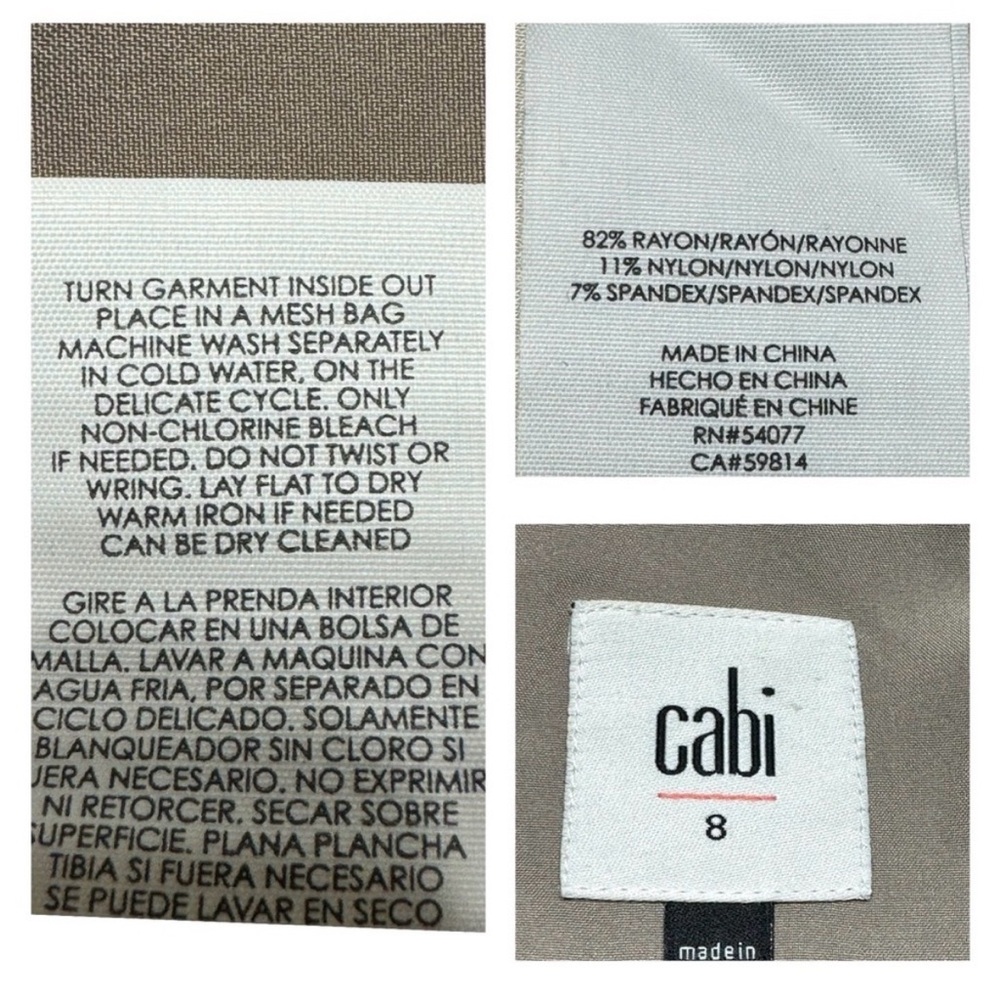 TURN GARMENT INSIDE OUT
PLACE IN A MESH BAG
MACHINE WASH SEPARATELY
IN COLD WATER, ON THE
DELICATE CYCLE. ONLY
NON-CHLORINE BLEACH
IF NEEDED. DO NOT TWIST OR
WRING. LAY FLAT TO DRY
WARM IRON IF NEEDED
CAN BE DRY CLEANED
GIRE A LA PRENDA INTERIOR
COLOCAR EN UNA BOLSA DE
MALLA. LAVAR A MAQUINA CON
AGUA FRIA, POR SEPARADO EN
CICLO DELICADO. SOLAMENTE
BLANQUEADOR SIN CLORO SI
UERA NECESARIO. NO EXPRIMIR
NI RETORCER. SECAR SOBRE
SUPERFICIE. PLANA PLANCHA
TIBIA SI FUERA NECESARIO
SE PUEDE LAVAR EN SECO
82% RAYON/RAYÓN/RAYONNE
11% NYLON/NYLON/NYLON
7% SPANDEX/SPANDEX/SPANDEX
MADE IN CHINA
HECHO EN CHINA
FABRIQUÉ EN CHINE
RN#54077
CA#59814
cabi
8
made in